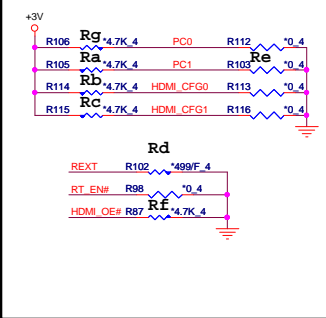 +3V
R106 Rg *4.7K_4 PC0 R112 *0_4
R105 Ra *4.7K_4 PC1 R103 Re *0_4
R114 Rb *4.7K_4 HDMI_CFG0 R113 *0_4
R115 Rc *4.7K_4 HDMI_CFG1 R116 *0_4
Rd
REXT R102 *499/F_4
RT_EN# R98 *0_4
HDMI_OE# R87 Rf *4.7K_4